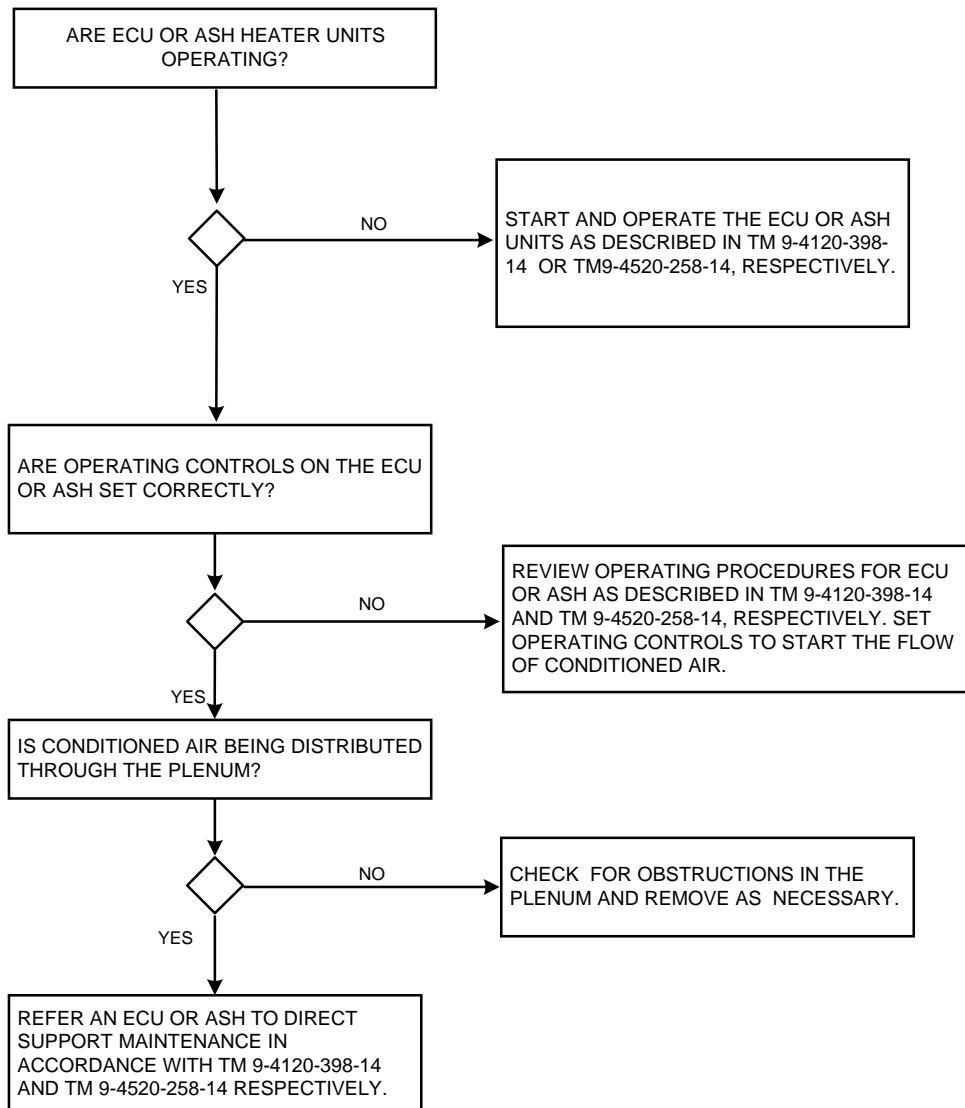 ARE ECU OR ASH HEATER UNITS
OPERATING?
NO
START AND OPERATE THE ECU OR ASH
UNITS AS DESCRIBED IN TM 9-4120-398-
14 OR TM9-4520-258-14, RESPECTIVELY.
YES
ARE OPERATING CONTROLS ON THE ECU
OR ASH SET CORRECTLY?
NO
REVIEW OPERATING PROCEDURES FOR ECU
OR ASH AS DESCRIBED IN TM 9-4120-398-14
AND TM 9-4520-258-14, RESPECTIVELY. SET
OPERATING CONTROLS TO START THE FLOW
OF CONDITIONED AIR.
YES
IS CONDITIONED AIR BEING DISTRIBUTED
THROUGH THE PLENUM?
NO
CHECK FOR OBSTRUCTIONS IN THE
PLENUM AND REMOVE AS NECESSARY.
YES
REFER AN ECU OR ASH TO DIRECT
SUPPORT MAINTENANCE IN
ACCORDANCE WITH TM 9-4120-398-14
AND TM 9-4520-258-14 RESPECTIVELY.